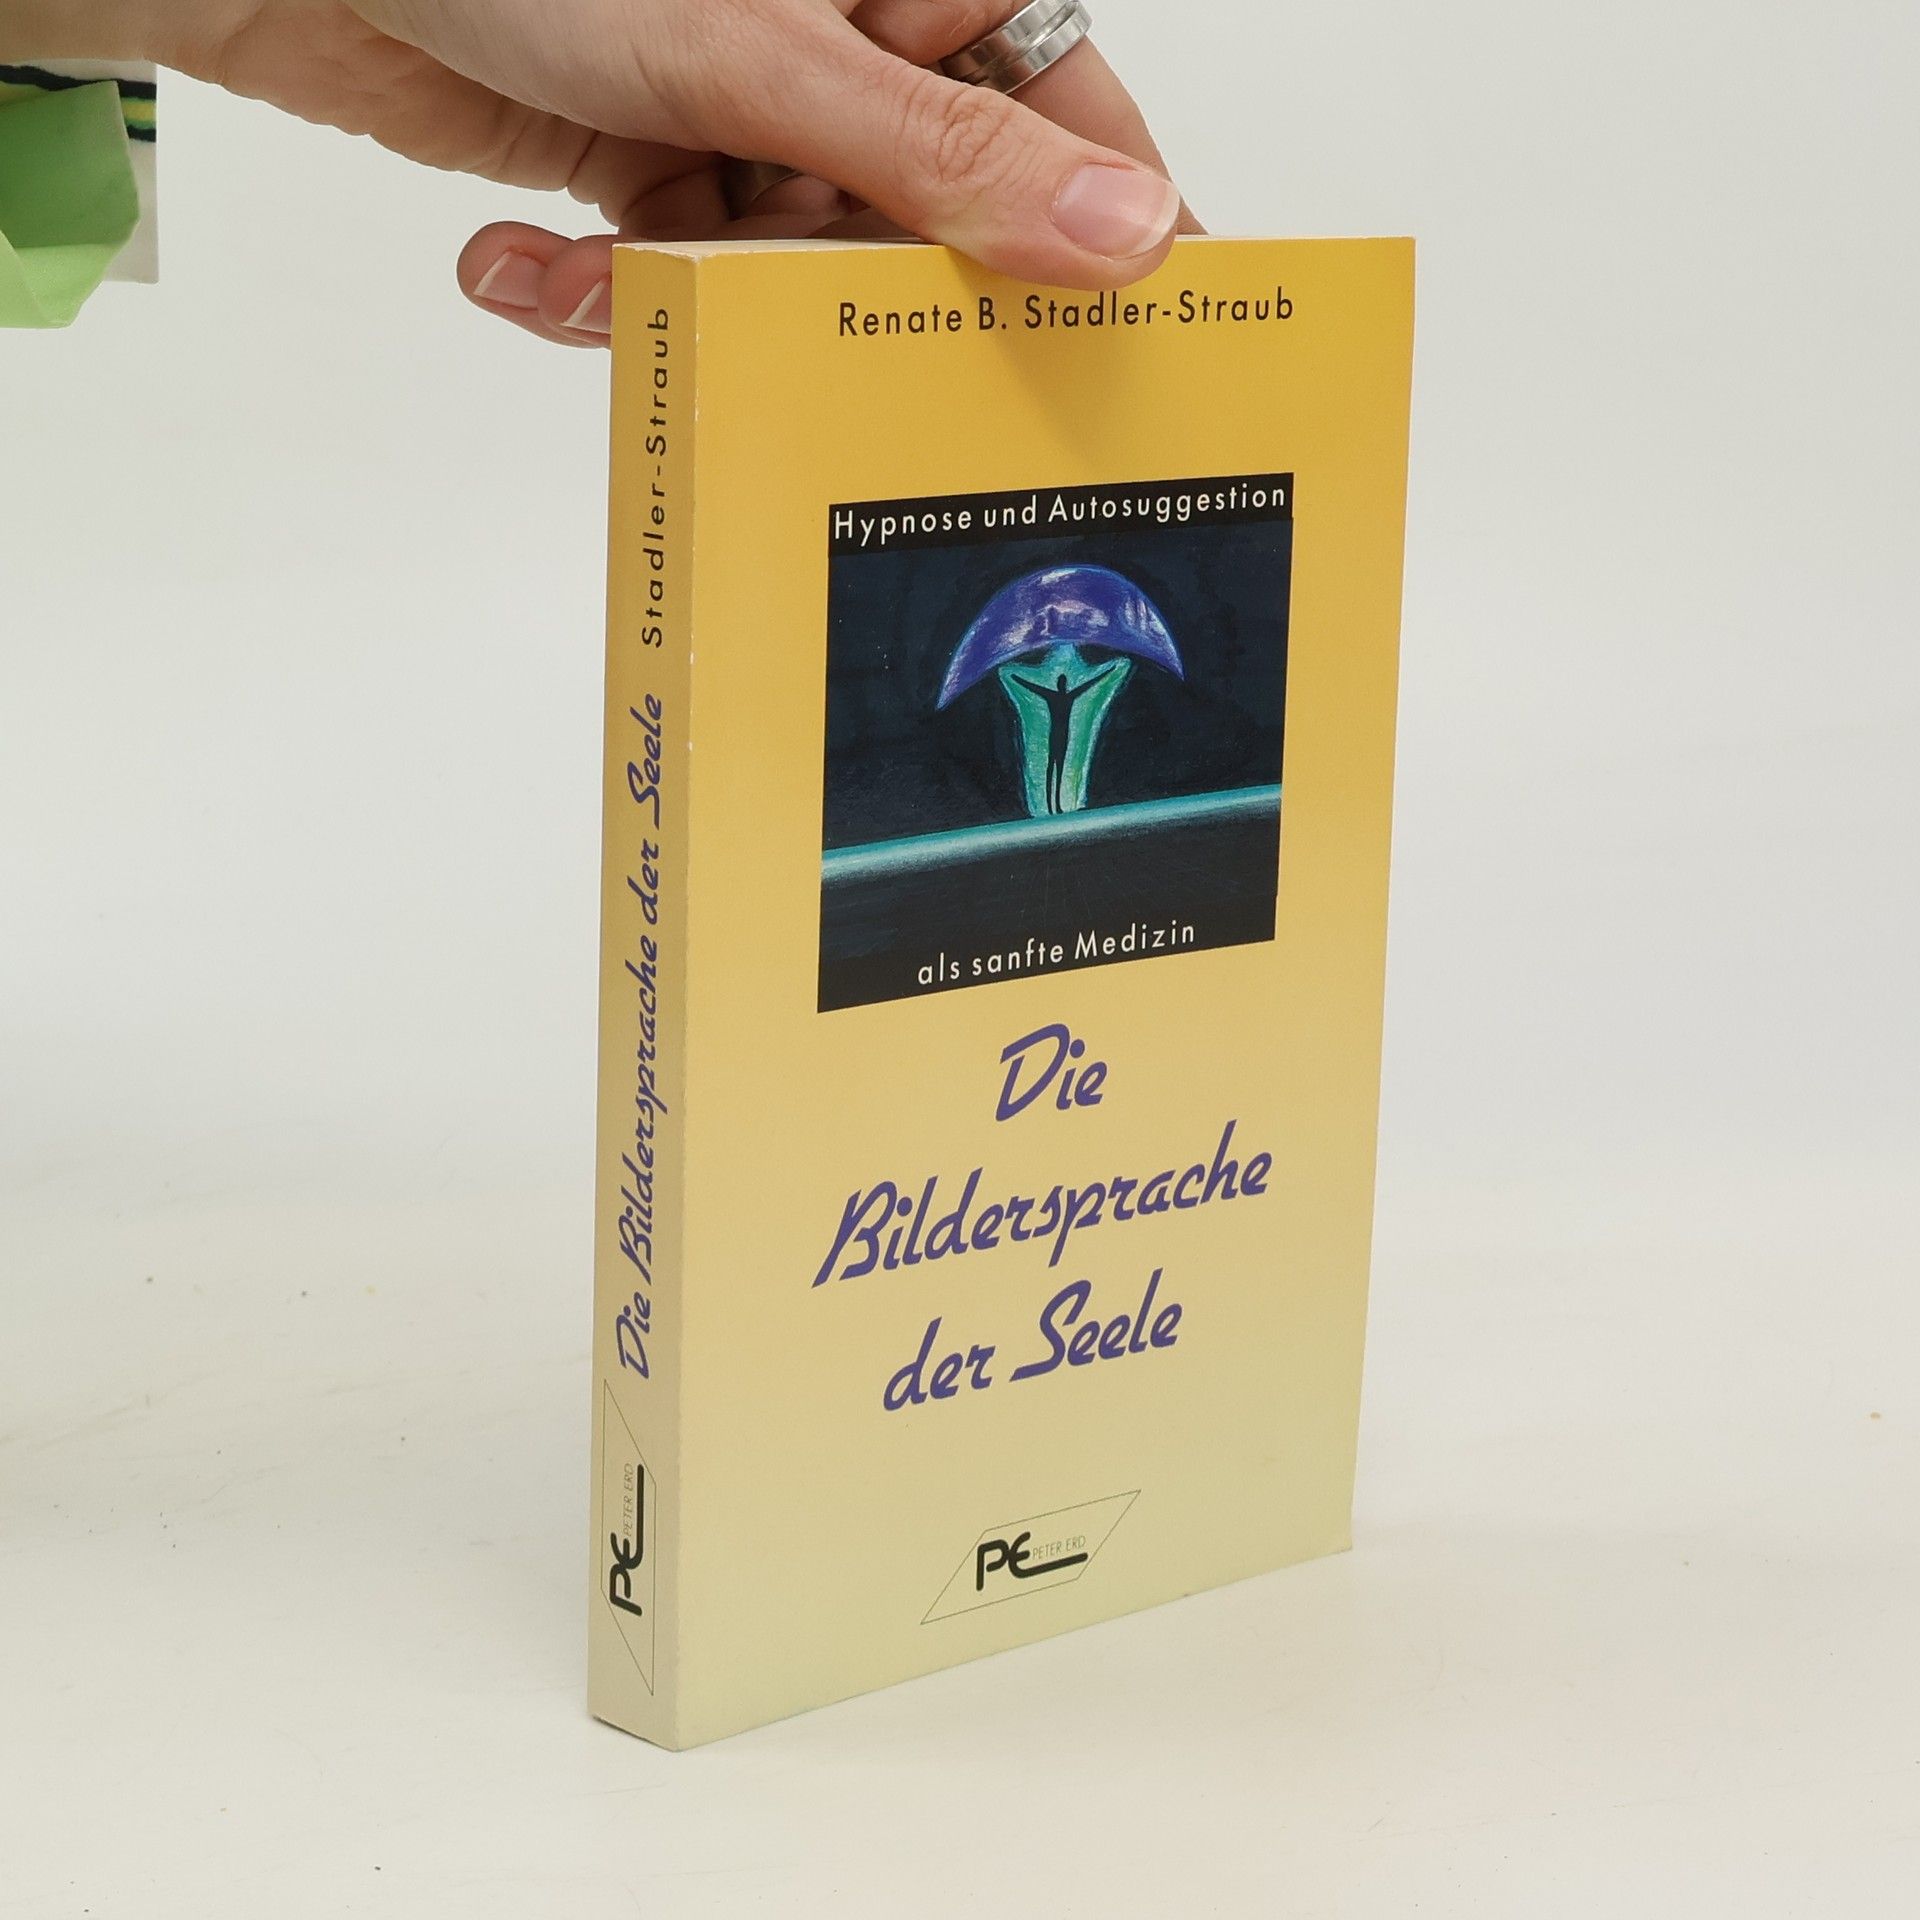 Renate B. Stadler-Straub
Hypnose und Autosuggestion
als sanfte Medizin
Die
Bildersprache
der Seele
PE PETER ERD
Die Bildersprache der Seele Stadler-Straub
PE PETER ERD